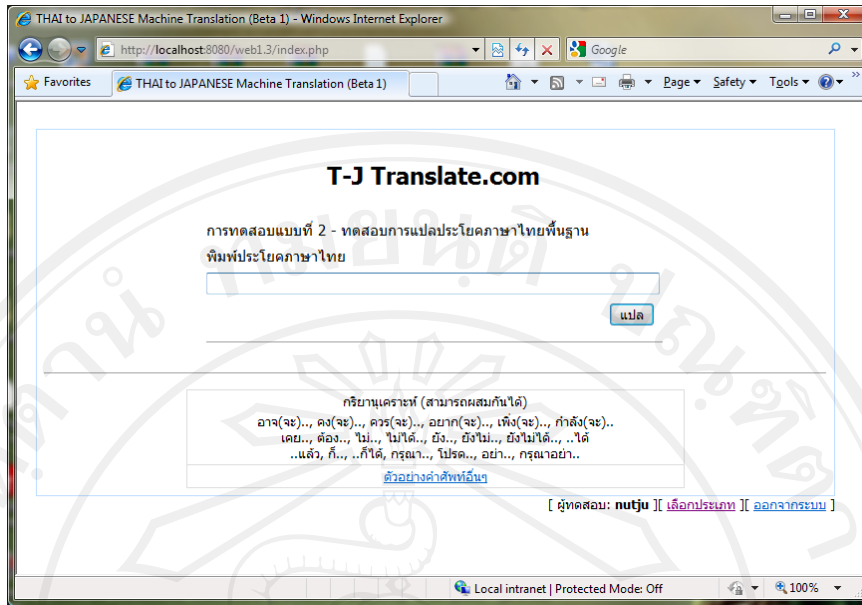 THAI to JAPANESE Machine Translation (Beta 1) - Windows Internet Explorer
http://localhost:8080/web1.3/index.php
Google
Favorites
THAI to JAPANESE Machine Translation (Beta 1)
Page
Safety
Tools
T-J Translate.com
การทดสอบแบบที่ 2 - ทดสอบการแปลประโยคภาษาไทยพื้นฐาน
พิมพ์ประโยคภาษาไทย
แปล
กริยานุเคราะห์ (สามารถผสมกันได้)
อาจ(จะ).., คง(จะ).., ควร(จะ).., อยาก(จะ).., เพิ่ง(จะ).., กำลัง(จะ)..
เคย.., ต้อง.., ไม่.., ไม่ได้.., ยัง.., ยังไม่.., ยังไม่ได้.., ..ได้
..แล้ว, ก็.., ..ก็ได้, กรุณา.., โปรด.., อย่า.., กรุณาอย่า..
ตัวอย่างคำศัพท์อื่นๆ
[ ผู้ทดสอบ: nutju ][ เลือกประเภท ][ ออกจากระบบ ]
Local intranet | Protected Mode: Off
100%